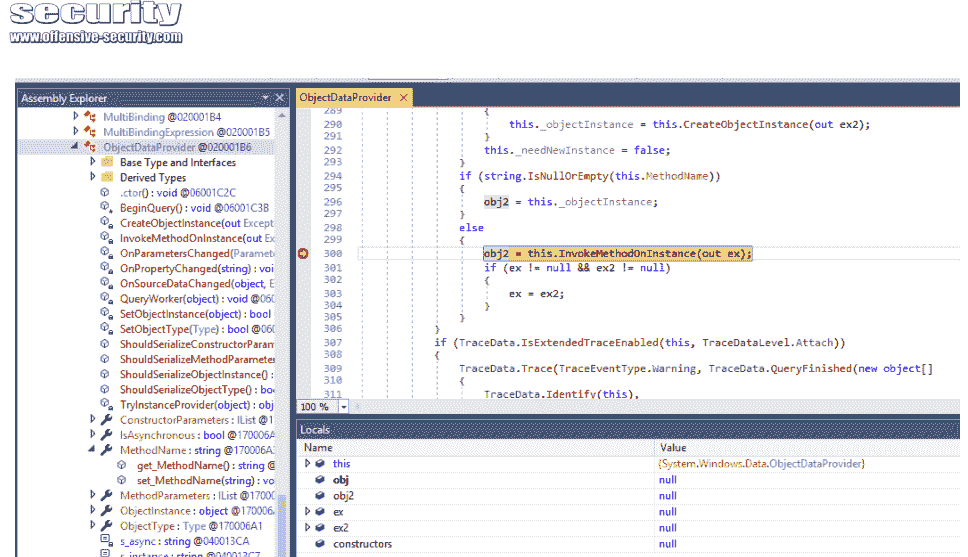 security
www.offensive-security.com
Assembly Explorer
MultiBinding @020001B4
MultiBindingExpression @020001B5
ObjectDataProvider @020001B6
Base Type and Interfaces
Derived Types
.ctor() : void @06001C2C
BeginQuery() : void @06001C3B
CreateObjectInstance(out Except
InvokeMethodOnInstance(out Ex
OnParametersChanged(Paramete
OnPropertyChanged(string) : voi
OnSourceDataChanged(object, E
QueryWorker(object) : void @060
SetObjectInstance(object) : bool
SetObjectType(Type) : bool @060
ShouldSerializeConstructorParam
ShouldSerializeMethodParameter
ShouldSerializeObjectInstance() :
ShouldSerializeObjectType() : boo
TryInstanceProvider(object) : obj
ConstructorParameters : IList @1
IsAsynchronous : bool @170006A
MethodName : string @170006A3
get_MethodName() : string @
set_MethodName(string) : vo
MethodParameters : IList @1700
ObjectInstance : object @170006
ObjectType : Type @170006A1
s_async : string @040013CA
s_instance : string @040013C7
ObjectDataProvider
289 {
290 this._objectInstance = this.CreateObjectInstance(out ex2);
291 }
292 this._needNewInstance = false;
293 }
294 if (string.IsNullOrEmpty(this.MethodName))
295 {
296 obj2 = this._objectInstance;
297 }
298 else
299 {
300 obj2 = this.InvokeMethodOnInstance(out ex);
301 if (ex != null && ex2 != null)
302 {
303 ex = ex2;
304 }
305 }
306 }
307 if (TraceData.IsExtendedTraceEnabled(this, TraceDataLevel.Attach))
308 {
309 TraceData.Trace(TraceEventType.Warning, TraceData.QueryFinished(new object[]
310 {
311 TraceData.Identify(this),
100 %
Locals
Name Value
this {System.Windows.Data.ObjectDataProvider}
obj null
obj2 null
ex null
ex2 null
constructors null